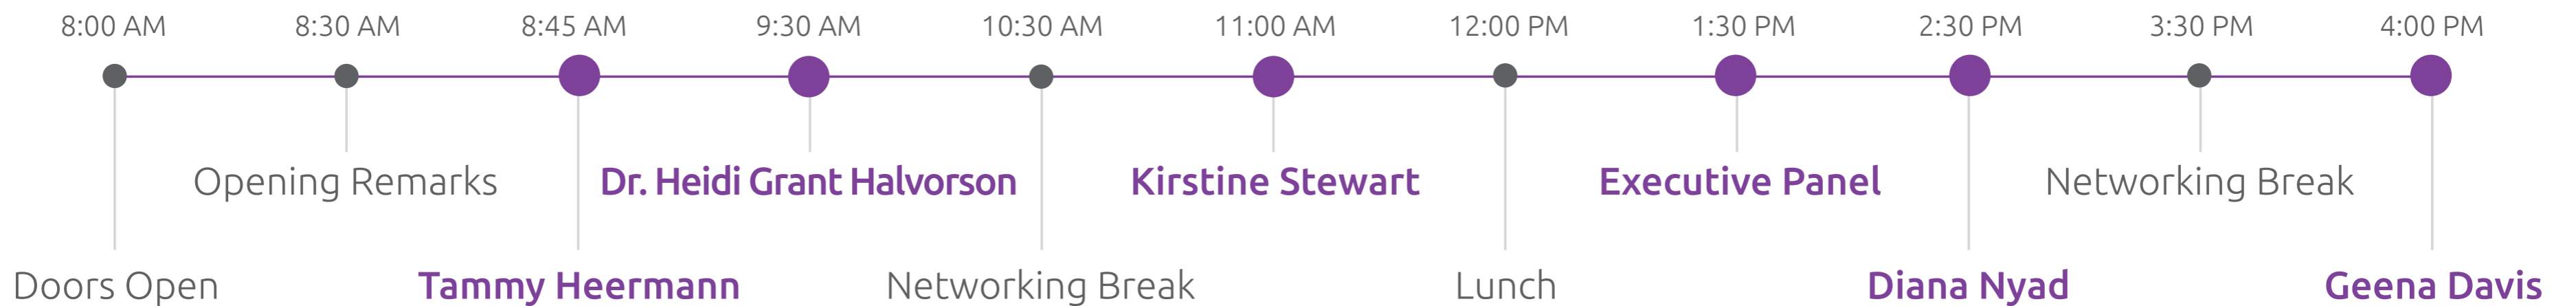 8:00 AM 8:30 AM 8:45 AM 9:30 AM 10:30 AM 11:00 AM 12:00 PM 1:30 PM 2:30 PM 3:30 PM 4:00 PM
Opening Remarks Dr. Heidi Grant Halvorson Kirstine Stewart Executive Panel Networking Break
Doors Open Tammy Heermann Networking Break Lunch Diana Nyad Geena Davis